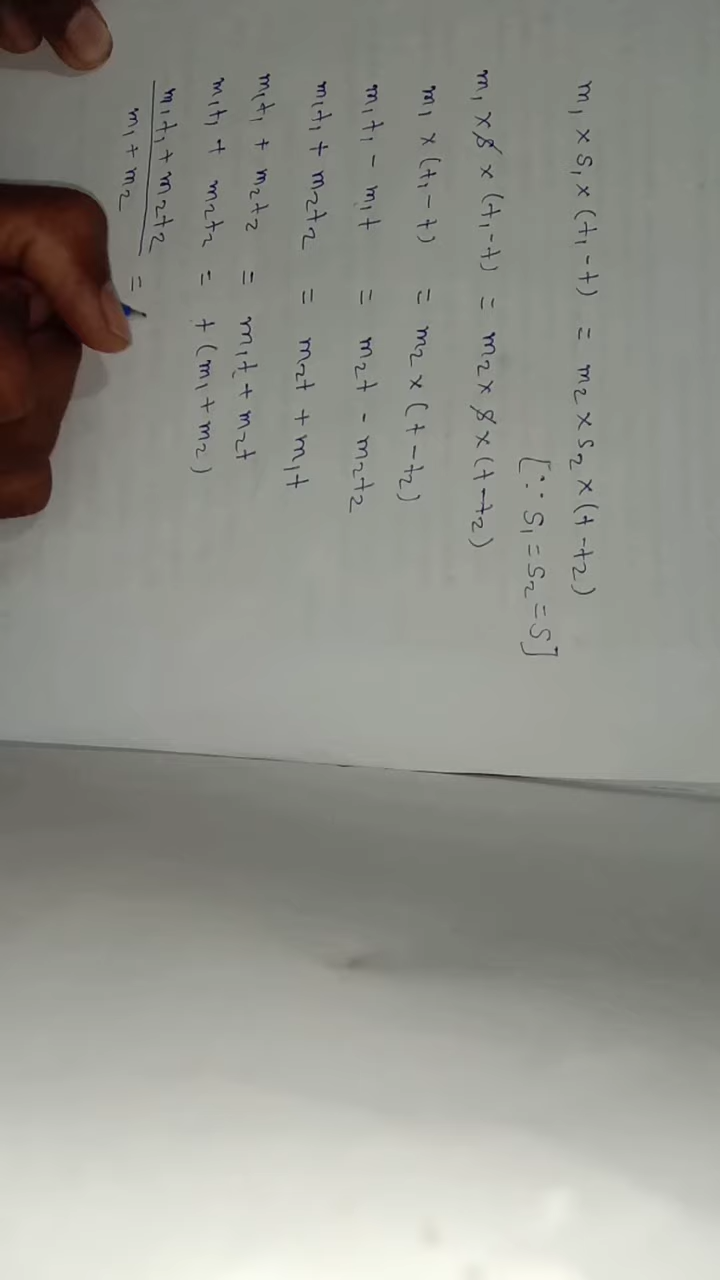 m₁ × s₁ × (t₁ - t) = m₂ × s₂ × (t - t₂)
[∵ s₁ = s₂ = s]
m₁ × s × (t₁ - t) = m₂ × s × (t - t₂)
m₁ × (t₁ - t) = m₂ × (t - t₂)
m₁t₁ - m₁t = m₂t - m₂t₂
m₁t₁ + m₂t₂ = m₂t + m₁t
m₁t₁ + m₂t₂ = m₁t + m₂t
m₁t₁ + m₂t₂ = t (m₁ + m₂)
m₁t₁ + m₂t₂
m₁ + m₂ =